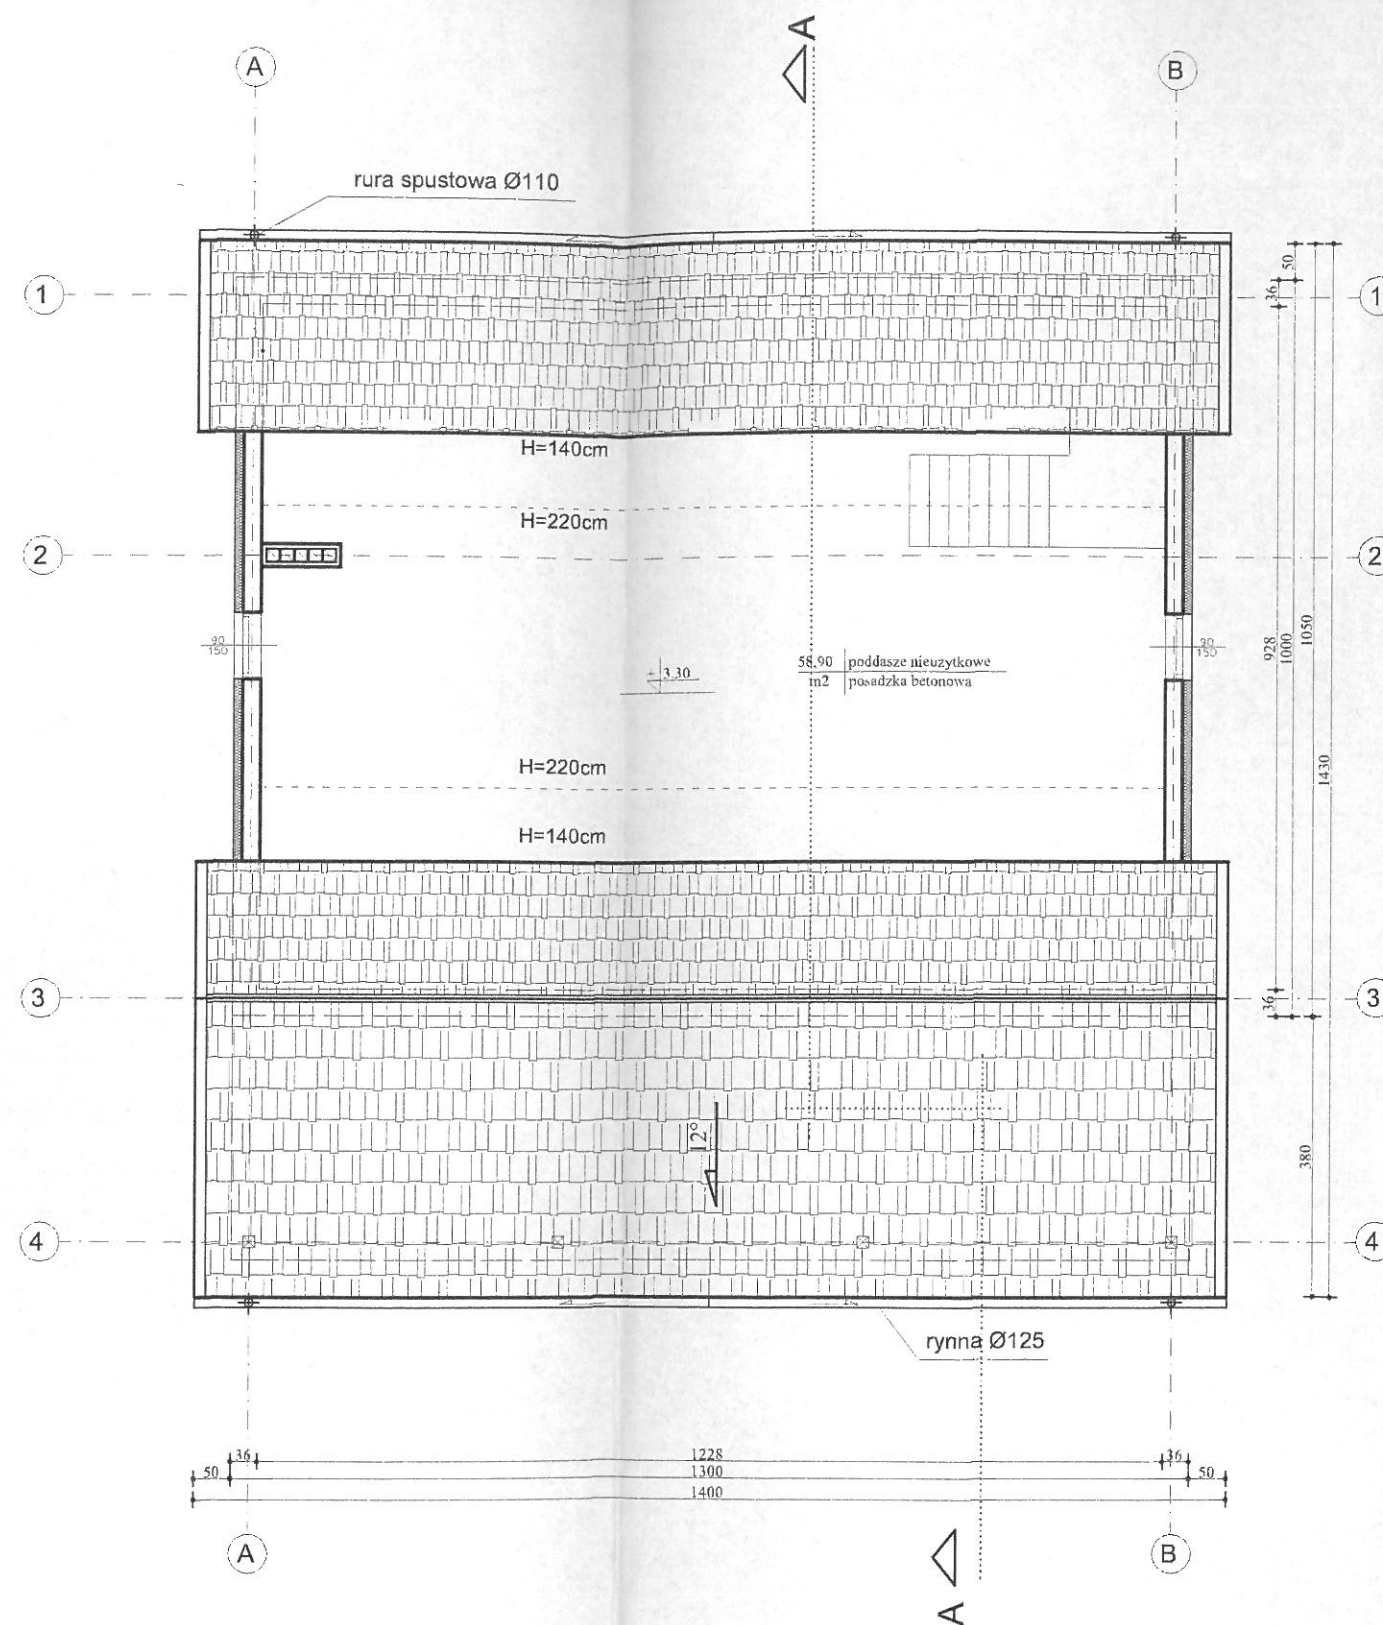 A
A
B
rura spustowa Ø110
1
50
36
1
H=140cm
H=220cm
2
2
90
150
90
150
+ 3.30
58,90 poddasze nieuzytkowe
m2 posadzka betonowa
928
1000
1050
1430
H=220cm
H=140cm
3
36
3
12°
380
4
4
rynna Ø125
36 1228 36
50 1300 50
1400
A
B
A